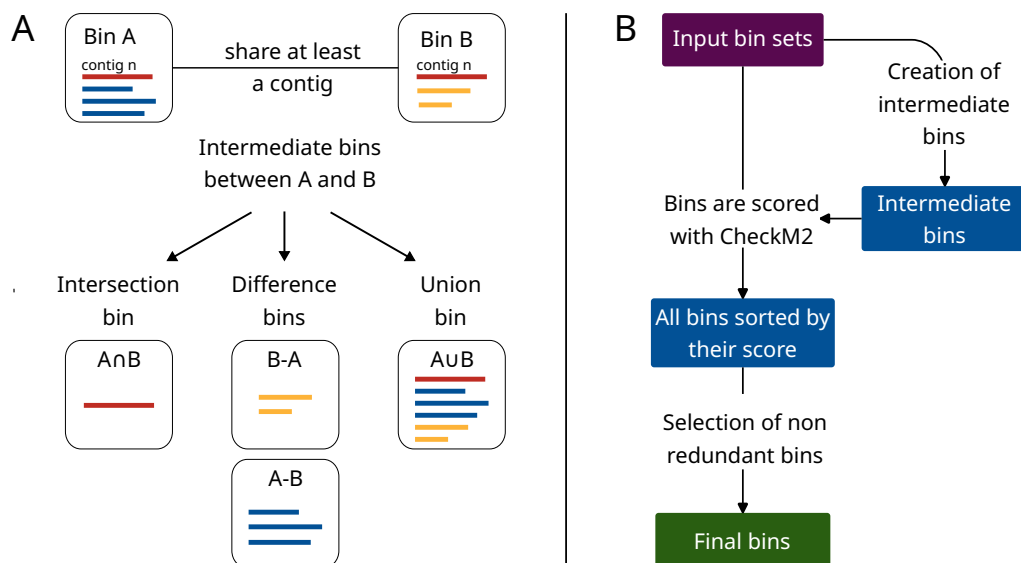 A
Bin A
contig n
share at least
a contig
Bin B
contig n
Intermediate bins
between A and B
Intersection
bin
Difference
bins
Union
bin
A∩B
B-A
A∪B
A-B
B
Input bin sets
Creation of
intermediate
bins
Intermediate
bins
Bins are scored
with CheckM2
All bins sorted by
their score
Selection of non
redundant bins
Final bins